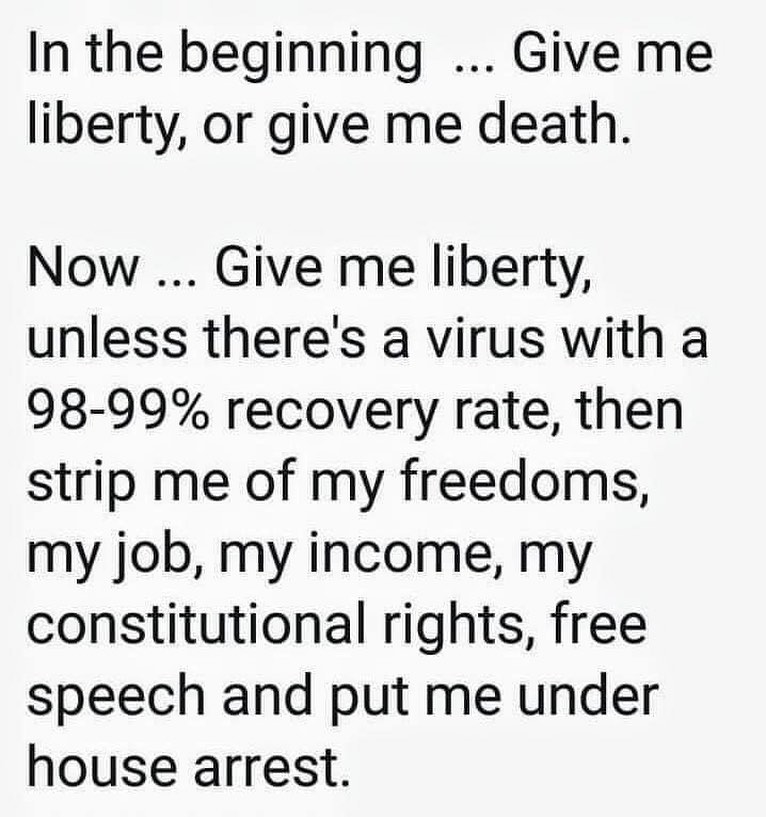 In the beginning  ... Give me
liberty, or give me death.
Now ... Give me liberty,
unless there's a virus with a
98-99% recovery rate, then
strip me of my freedoms,
my job, my income, my
constitutional rights, free
speech and put me under
house arrest.